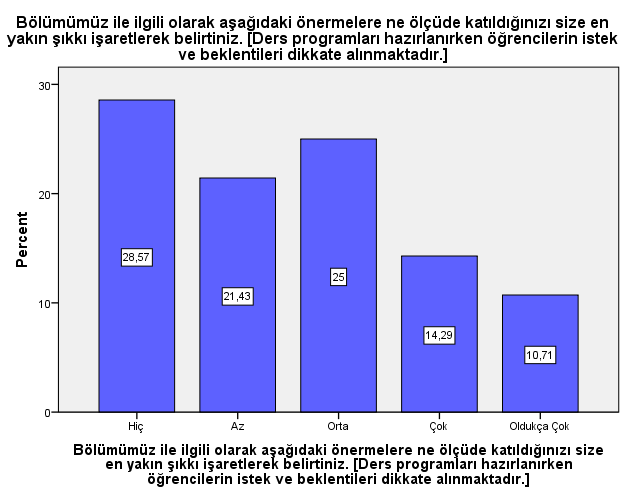 Bölümümüz ile ilgili olarak aşağıdaki önermelere ne ölçüde katıldığınızı size en
yakın şıkkı işaretlerek belirtiniz. [Ders programları hazırlanırken öğrencilerin istek
ve beklentileri dikkate alınmaktadır.]
30
20
10
0
Percent
28,57
21,43
25
14,29
10,71
Hiç
Az
Orta
Çok
Oldukça Çok
Bölümümüz ile ilgili olarak aşağıdaki önermelere ne ölçüde katıldığınızı size
en yakın şıkkı işaretlerek belirtiniz. [Ders programları hazırlanırken
öğrencilerin istek ve beklentileri dikkate alınmaktadır.]